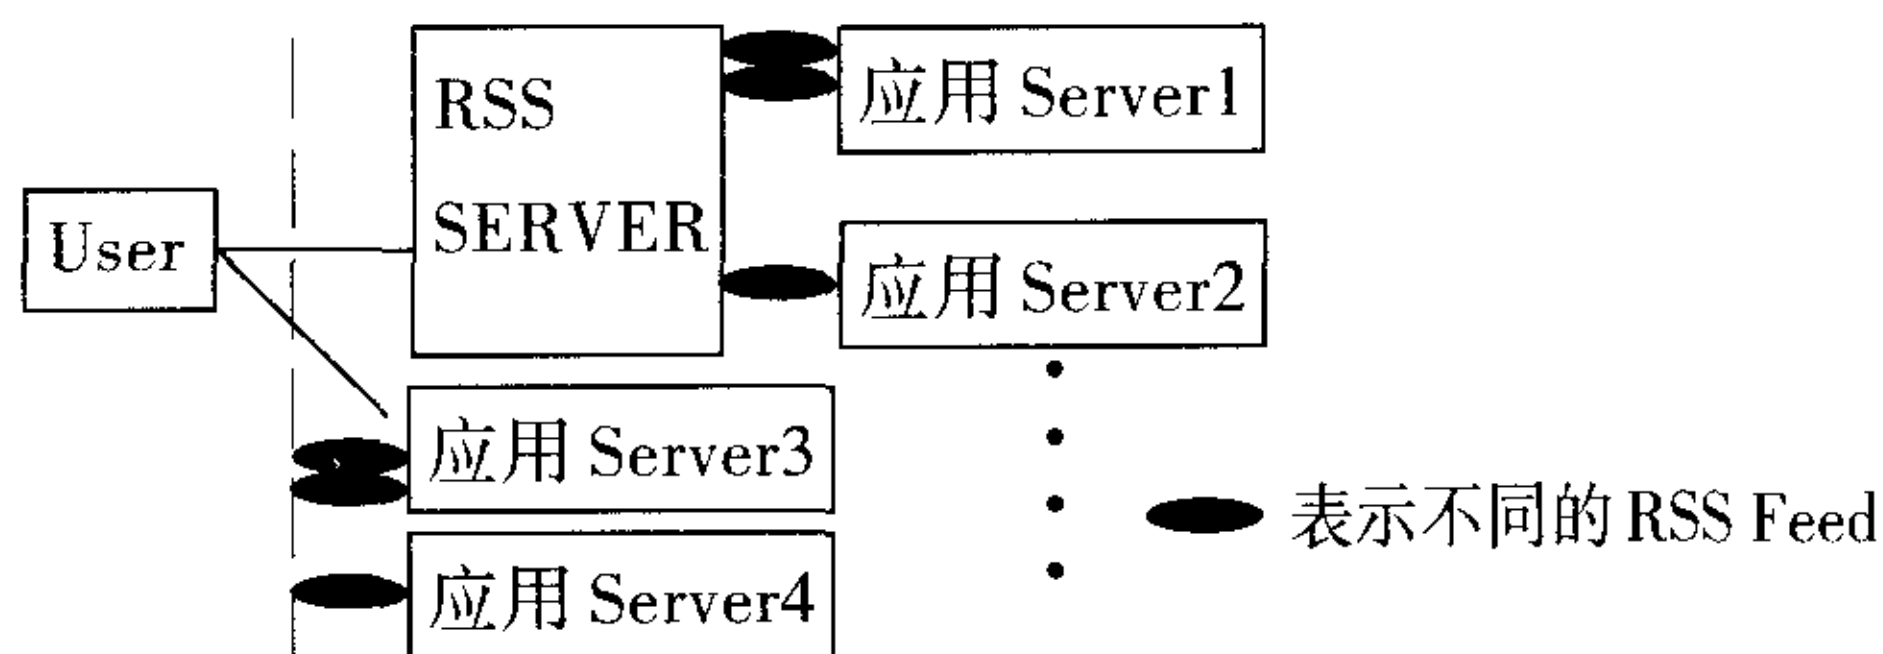 RSS
SERVER
User
应用 Server1
应用 Server2
应用 Server3
应用 Server4
表示不同的 RSS Feed